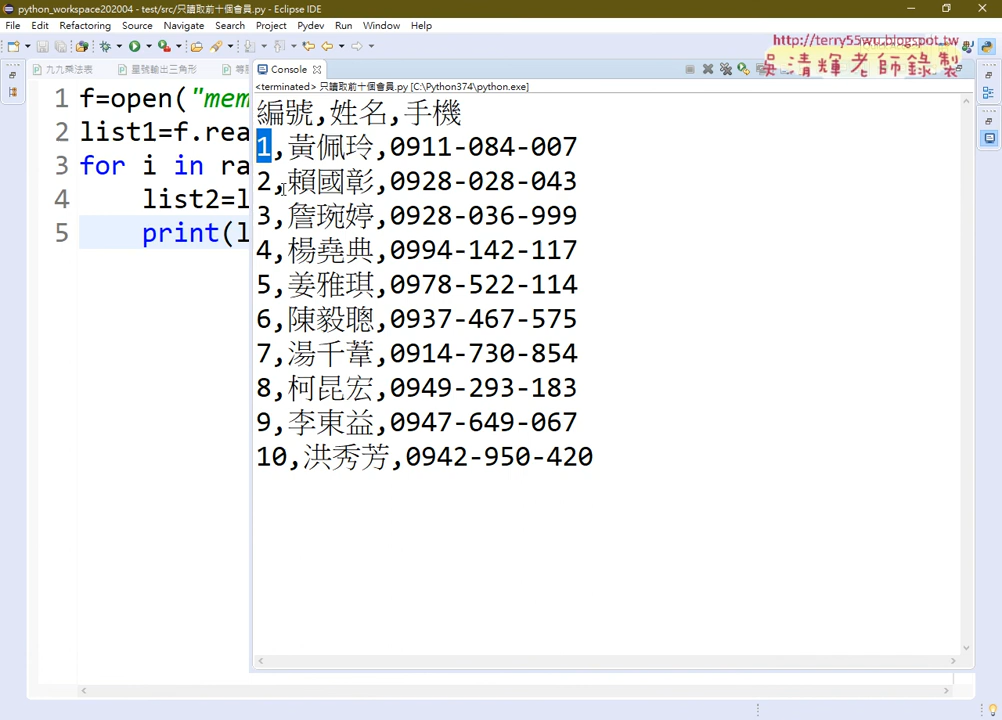 python_workspace202004 - test/src/只讀取前十個會員.py - Eclipse IDE
File Edit Refactoring Source Navigate Search Project Pydev Run Window Help
http://terry55wu.blogspot.tw
吳清輝老師錄製
九九乘法表 星號輸出三角形 Console
<terminated> 只讀取前十個會員.py [C:\Python374\python.exe]
1 f=open("mem
2 list1=f.rea
3 for i in ra
4 list2=l
5 print(l
編號,姓名,手機
1,黃佩玲,0911-084-007
2,賴國彰,0928-028-043
3,詹琬婷,0928-036-999
4,楊堯典,0994-142-117
5,姜雅琪,0978-522-114
6,陳毅聰,0937-467-575
7,湯千葦,0914-730-854
8,柯昆宏,0949-293-183
9,李東益,0947-649-067
10,洪秀芳,0942-950-420